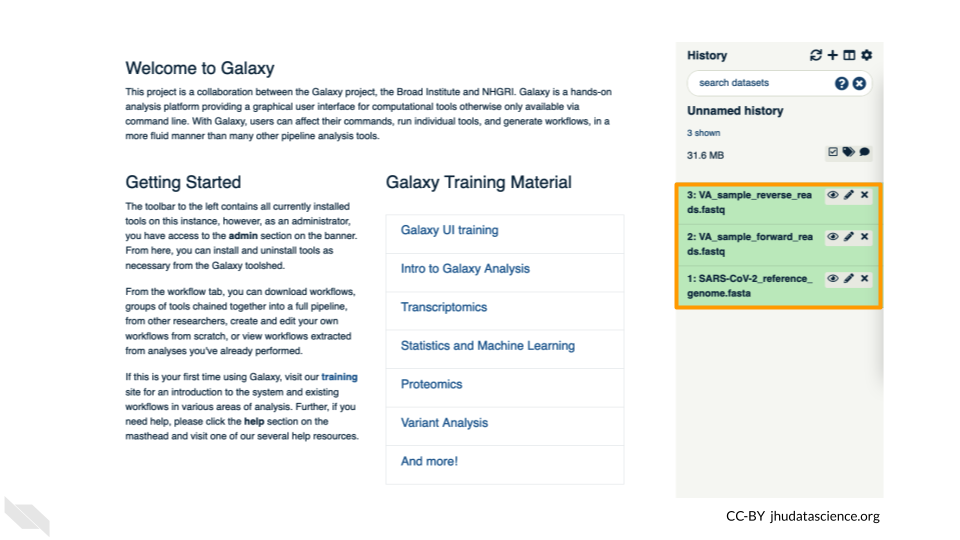 Welcome to Galaxy
This project is a collaboration between the Galaxy project, the Broad Institute and NHGRI. Galaxy is a hands-on
analysis platform providing a graphical user interface for computational tools otherwise only available via
command line. With Galaxy, users can affect their commands, run individual tools, and generate workflows, in a
more fluid manner than many other pipeline analysis tools.
Getting Started
The toolbar to the left contains all currently installed
tools on this instance, however, as an administrator,
you have access to the admin section on the banner.
From here, you can install and uninstall tools as
necessary from the Galaxy toolshed.
From the workflow tab, you can download workflows,
groups of tools chained together into a full pipeline,
from other researchers, create and edit your own
workflows from scratch, or view workflows extracted
from analyses you've already performed.
If this is your first time using Galaxy, visit our training
site for an introduction to the system and existing
workflows in various areas of analysis. Further, if you
need help, please click the help section on the
masthead and visit one of our several help resources.
Galaxy Training Material
Galaxy UI training
Intro to Galaxy Analysis
Transcriptomics
Statistics and Machine Learning
Proteomics
Variant Analysis
And more!
History
search datasets
Unnamed history
3 shown
31.6 MB
3: VA_sample_reverse_rea
ds.fastq
2: VA_sample_forward_rea
ds.fastq
1: SARS-CoV-2_reference_
genome.fasta
CC-BY jhudatascience.org